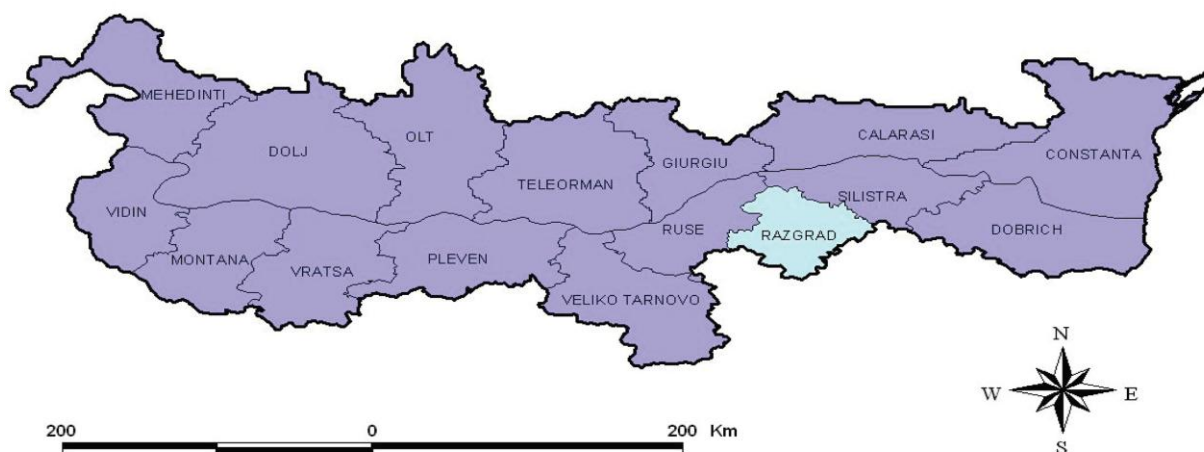 MEHEDINTI
OLT
CALARASI
DOLJ
GIURGIU
CONSTANTA
TELEORMAN
SILISTRA
VIDIN
RUSE
RAZGRAD
DOBRICH
MONTANA
VRATSA
PLEVEN
VELIKO TARNOVO
N
W E
S
200 0 200 Km